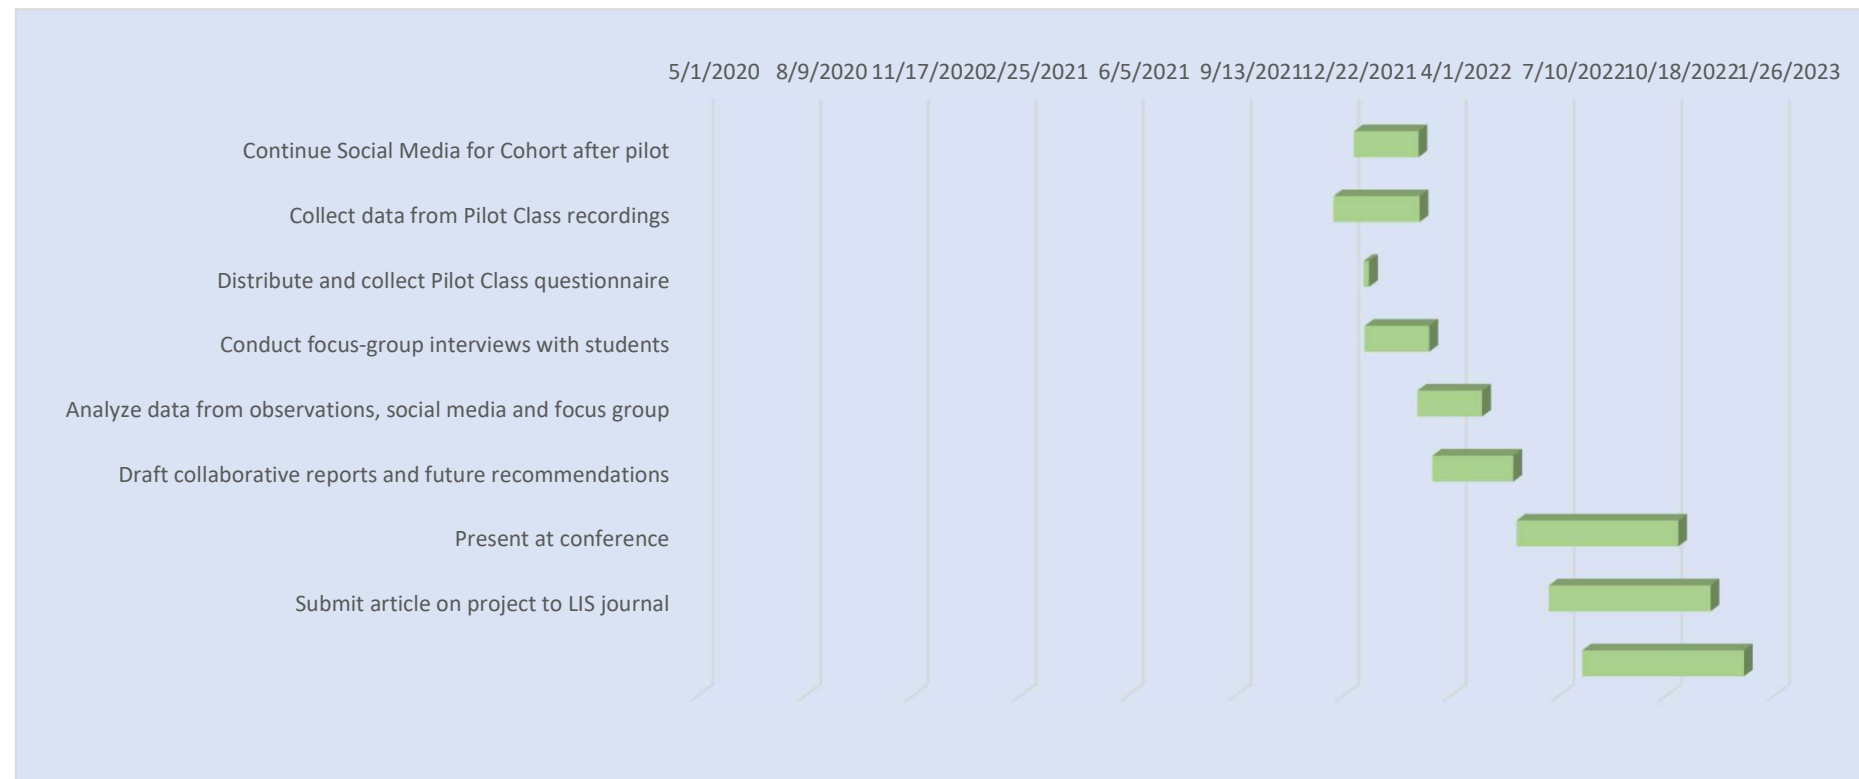 5/1/2020 8/9/2020 11/17/2020 2/25/2021 6/5/2021 9/13/2021 12/22/2021 4/1/2022 7/10/2022 10/18/2022 1/26/2023
Continue Social Media for Cohort after pilot
Collect data from Pilot Class recordings
Distribute and collect Pilot Class questionnaire
Conduct focus-group interviews with students
Analyze data from observations, social media and focus group
Draft collaborative reports and future recommendations
Present at conference
Submit article on project to LIS journal